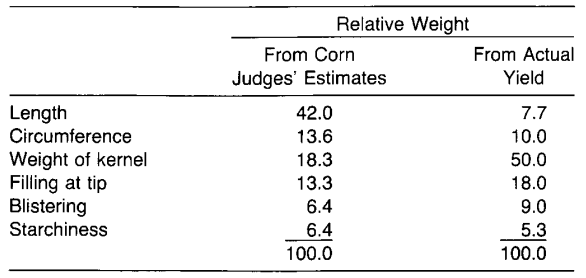 Relative Weight
From Corn From Actual
Judges' Estimates Yield
Length 42.0 7.7
Circumference 13.6 10.0
Weight of kernel 18.3 50.0
Filling at tip 13.3 18.0
Blistering 6.4 9.0
Starchiness 6.4 5.3
100.0 100.0